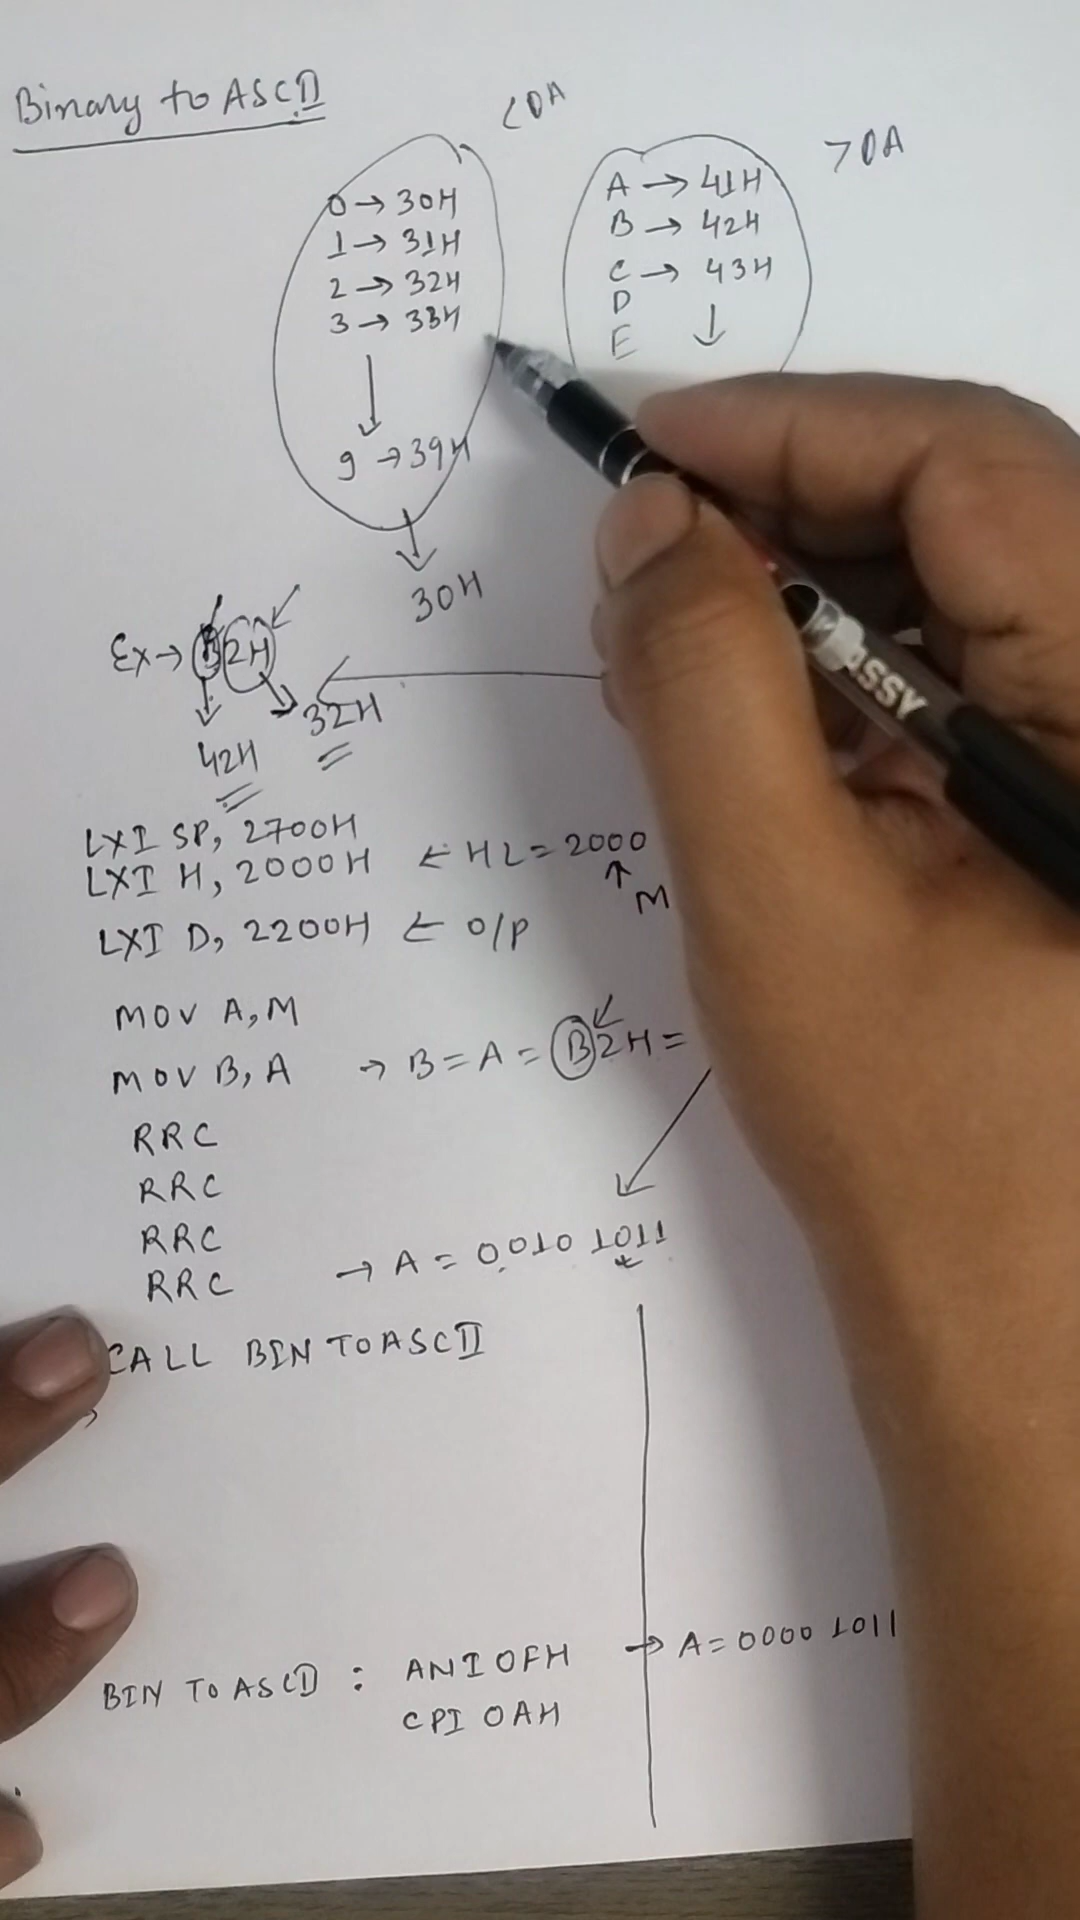 Binary to ASCII
<0A
>0A
0 → 30H
1 → 31H
2 → 32H
3 → 33H
↓
9 → 39H
↓
30H
A → 41H
B → 42H
C → 43H
D
E ↓
Ex → B2H
42H
32H
LXI SP, 2700H
LXI H, 2000H ← HL = 2000
↑
M
LXI D, 2200H ← O/P
MOV A, M
MOV B, A → B = A = B2H =
RRC
RRC
RRC
RRC → A = 0010 1011
CALL BIN TOASCII
BIN TO ASCII : ANI 0FH → A = 0000 1011
CPI 0AH
ASSY